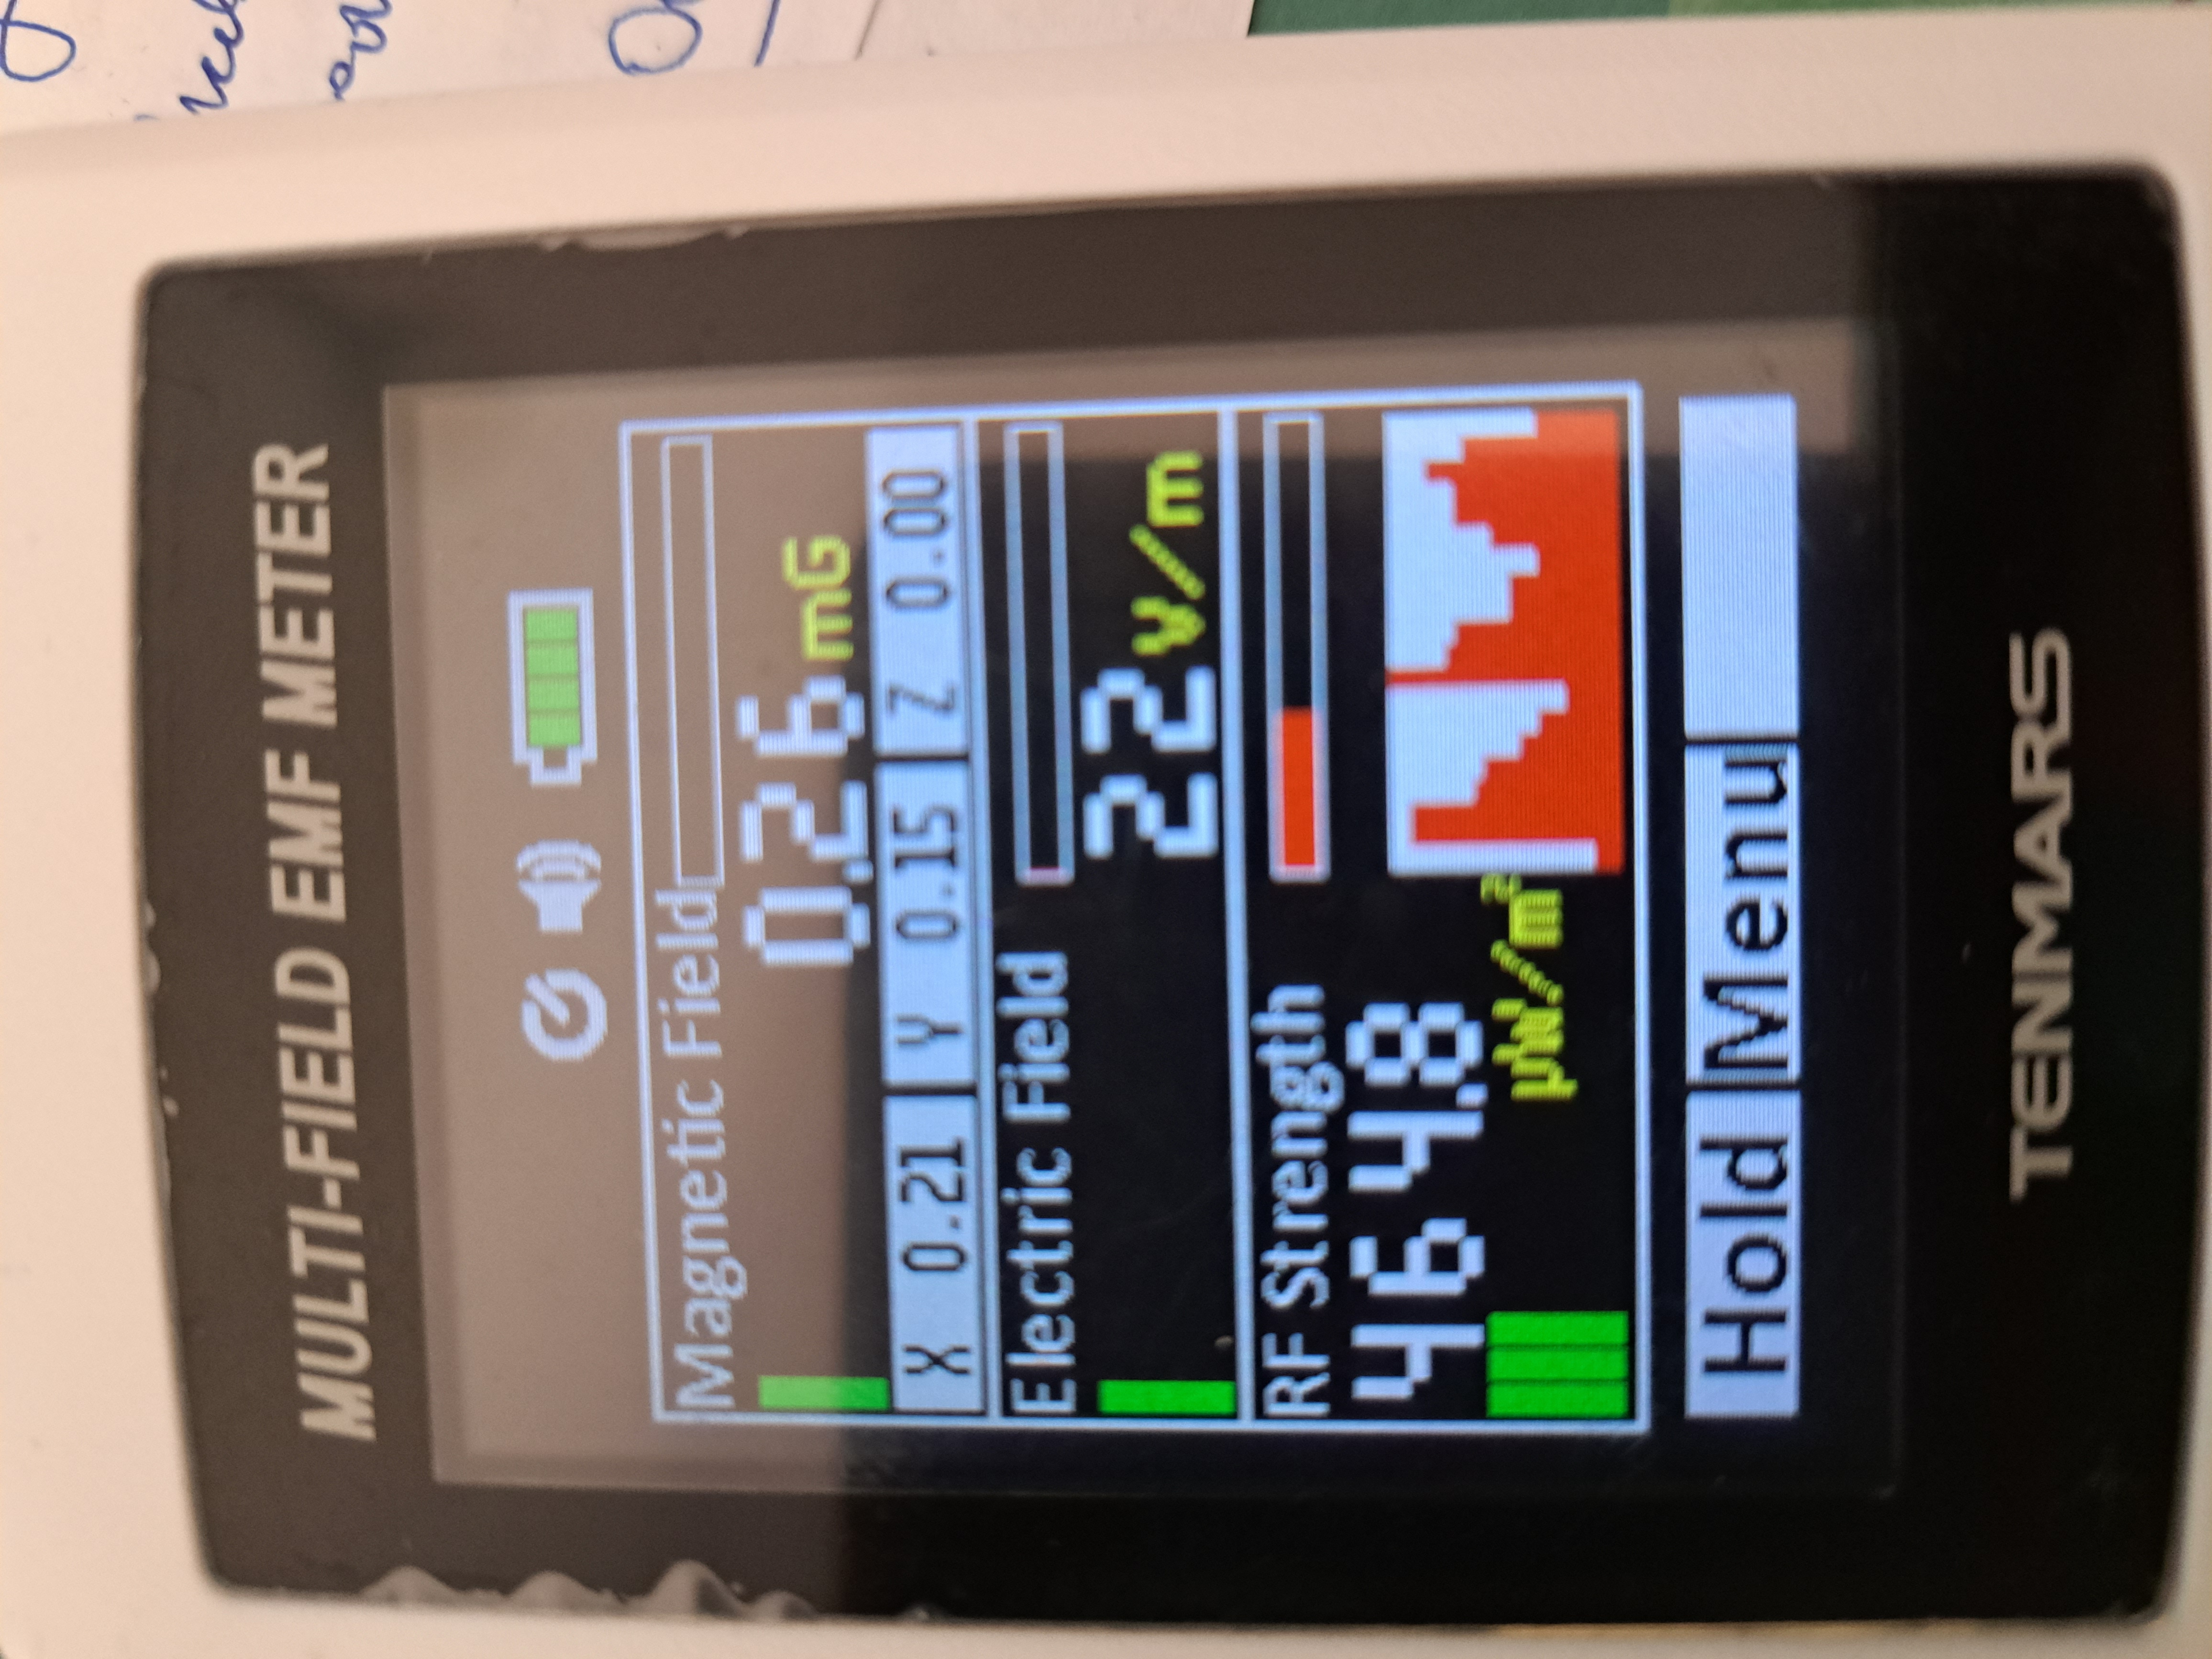 MULTI-FIELD EMF METER
Magnetic Field
0.26 mG
X 0.21 Y 0.15 Z 0.00
Electric Field
22 V/m
RF Strength
464.8
µW/m²
Hold Menu
TENMARS